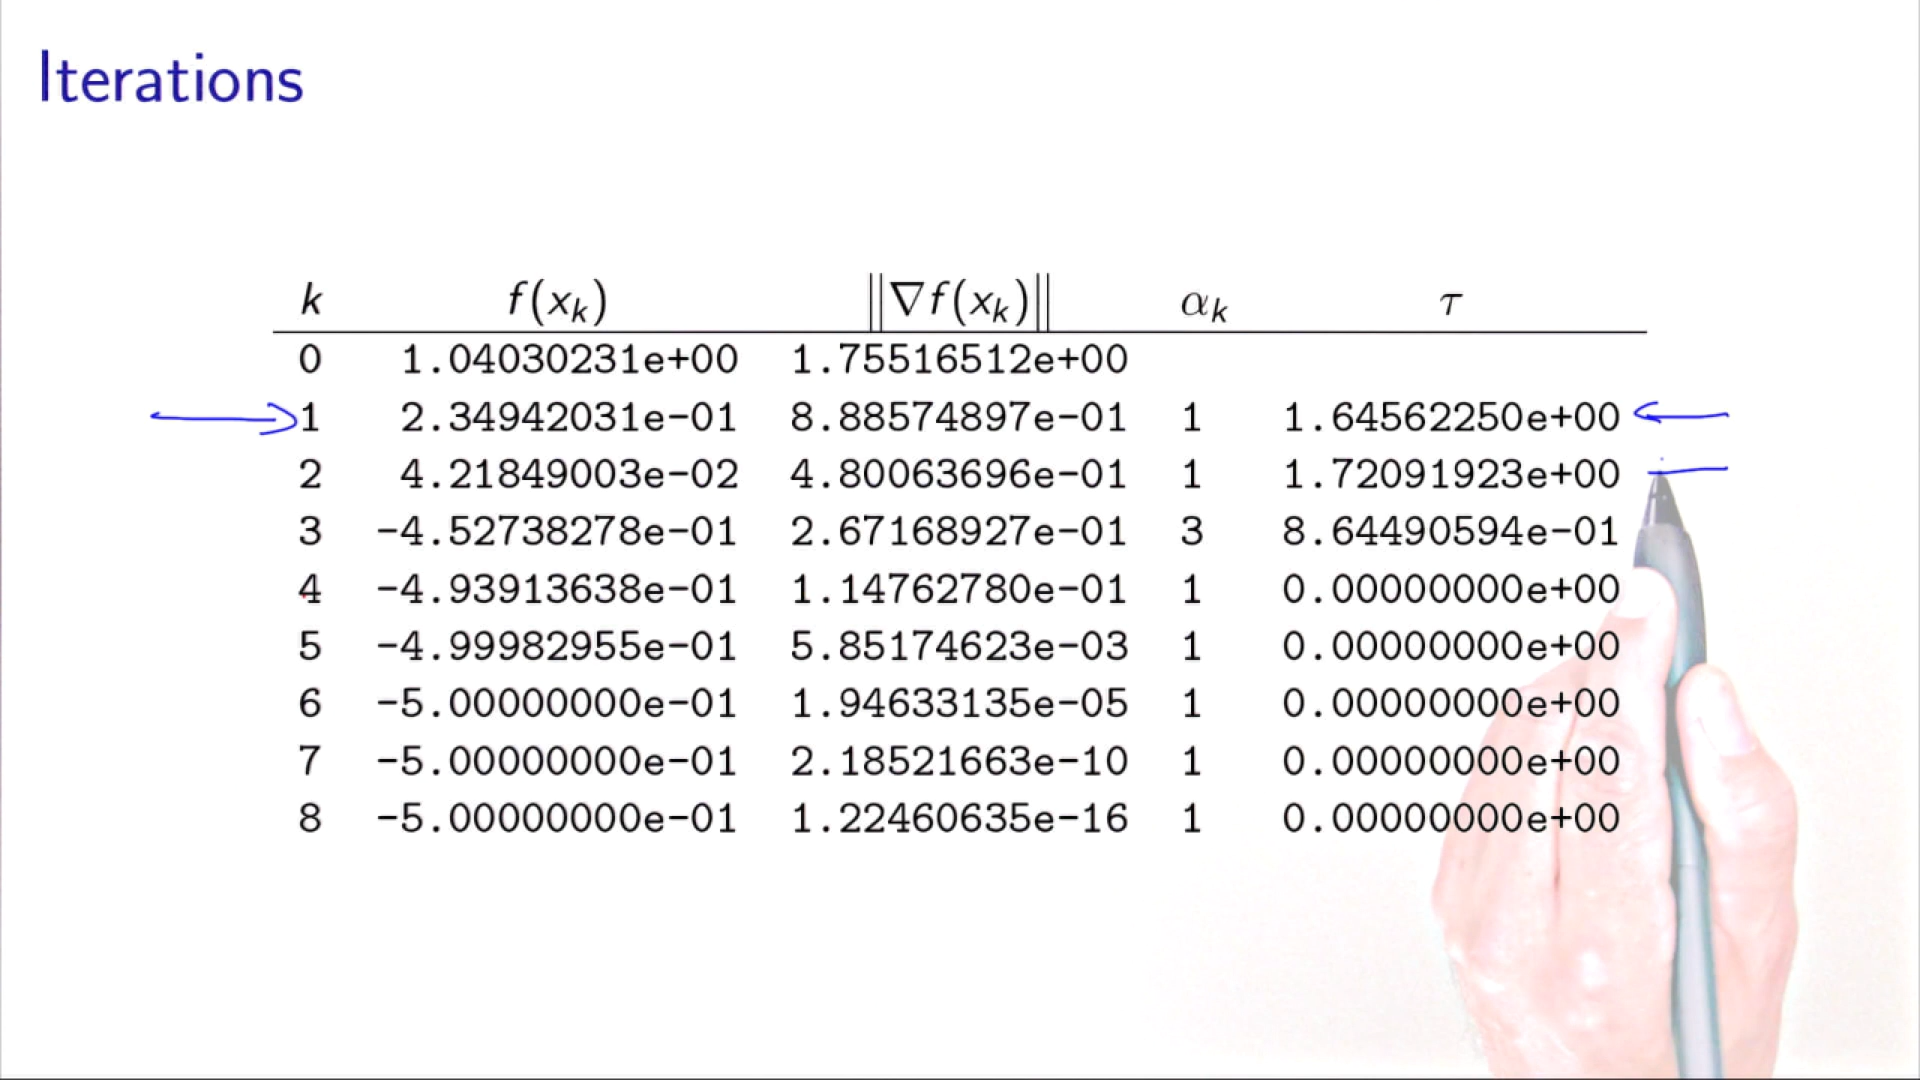 Iterations
k f(x_k) ||∇f(x_k)|| α_k τ
0 1.04030231e+00 1.75516512e+00
1 2.34942031e-01 8.88574897e-01 1 1.64562250e+00
2 4.21849003e-02 4.80063696e-01 1 1.72091923e+00
3 -4.52738278e-01 2.67168927e-01 3 8.64490594e-01
4 -4.93913638e-01 1.14762780e-01 1 0.00000000e+00
5 -4.99982955e-01 5.85174623e-03 1 0.00000000e+00
6 -5.00000000e-01 1.94633135e-05 1 0.00000000e+00
7 -5.00000000e-01 2.18521663e-10 1 0.00000000e+00
8 -5.00000000e-01 1.22460635e-16 1 0.00000000e+00